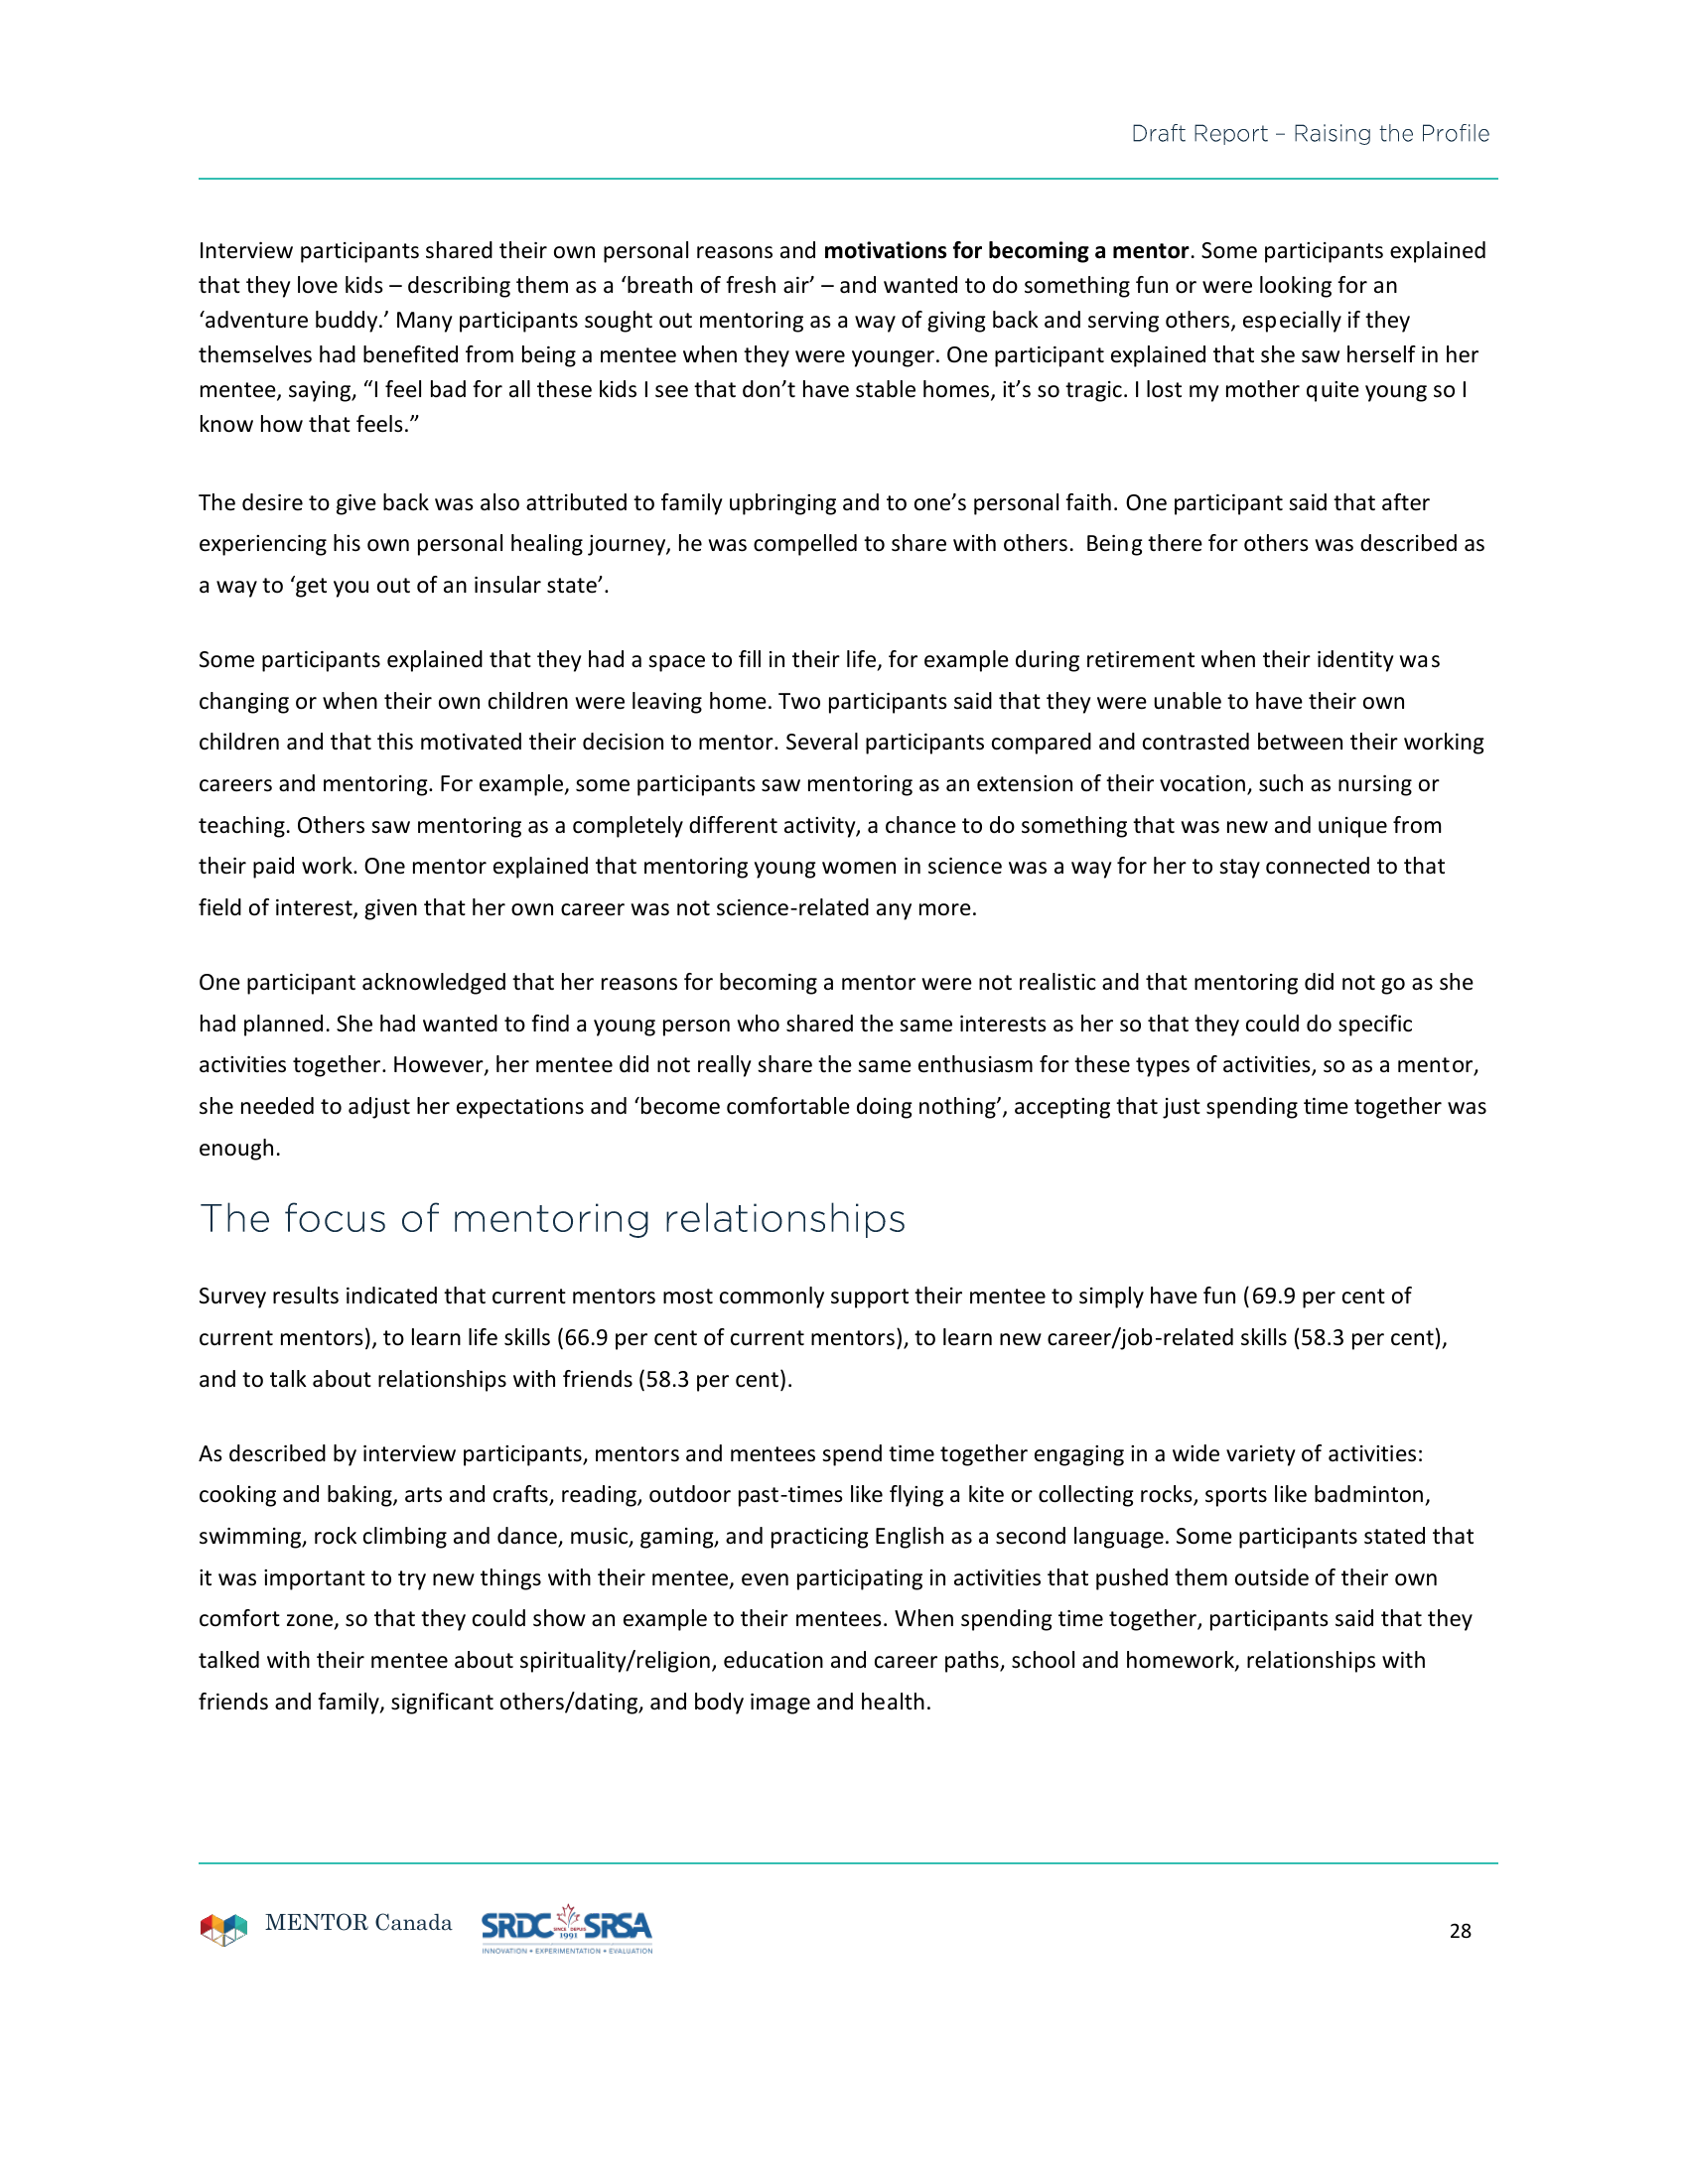 Draft Report – Raising the Profile
Interview participants shared their own personal reasons and motivations for becoming a mentor. Some participants explained
that they love kids – describing them as a ‘breath of fresh air’ – and wanted to do something fun or were looking for an
‘adventure buddy.’ Many participants sought out mentoring as a way of giving back and serving others, especially if they
themselves had benefited from being a mentee when they were younger. One participant explained that she saw herself in her
mentee, saying, “I feel bad for all these kids I see that don’t have stable homes, it’s so tragic. I lost my mother quite young so I
know how that feels.”
The desire to give back was also attributed to family upbringing and to one’s personal faith. One participant said that after
experiencing his own personal healing journey, he was compelled to share with others.  Being there for others was described as
a way to ‘get you out of an insular state’.
Some participants explained that they had a space to fill in their life, for example during retirement when their identity was
changing or when their own children were leaving home. Two participants said that they were unable to have their own
children and that this motivated their decision to mentor. Several participants compared and contrasted between their working
careers and mentoring. For example, some participants saw mentoring as an extension of their vocation, such as nursing or
teaching. Others saw mentoring as a completely different activity, a chance to do something that was new and unique from
their paid work. One mentor explained that mentoring young women in science was a way for her to stay connected to that
field of interest, given that her own career was not science-related any more.
One participant acknowledged that her reasons for becoming a mentor were not realistic and that mentoring did not go as she
had planned. She had wanted to find a young person who shared the same interests as her so that they could do specific
activities together. However, her mentee did not really share the same enthusiasm for these types of activities, so as a mentor,
she needed to adjust her expectations and ‘become comfortable doing nothing’, accepting that just spending time together was
enough.
The focus of mentoring relationships
Survey results indicated that current mentors most commonly support their mentee to simply have fun (69.9 per cent of
current mentors), to learn life skills (66.9 per cent of current mentors), to learn new career/job-related skills (58.3 per cent),
and to talk about relationships with friends (58.3 per cent).
As described by interview participants, mentors and mentees spend time together engaging in a wide variety of activities:
cooking and baking, arts and crafts, reading, outdoor past-times like flying a kite or collecting rocks, sports like badminton,
swimming, rock climbing and dance, music, gaming, and practicing English as a second language. Some participants stated that
it was important to try new things with their mentee, even participating in activities that pushed them outside of their own
comfort zone, so that they could show an example to their mentees. When spending time together, participants said that they
talked with their mentee about spirituality/religion, education and career paths, school and homework, relationships with
friends and family, significant others/dating, and body image and health.
MENTOR Canada
SRDC SINCE DEPUIS 1991 SRSA
INNOVATION • EXPERIMENTATION • EVALUATION
28